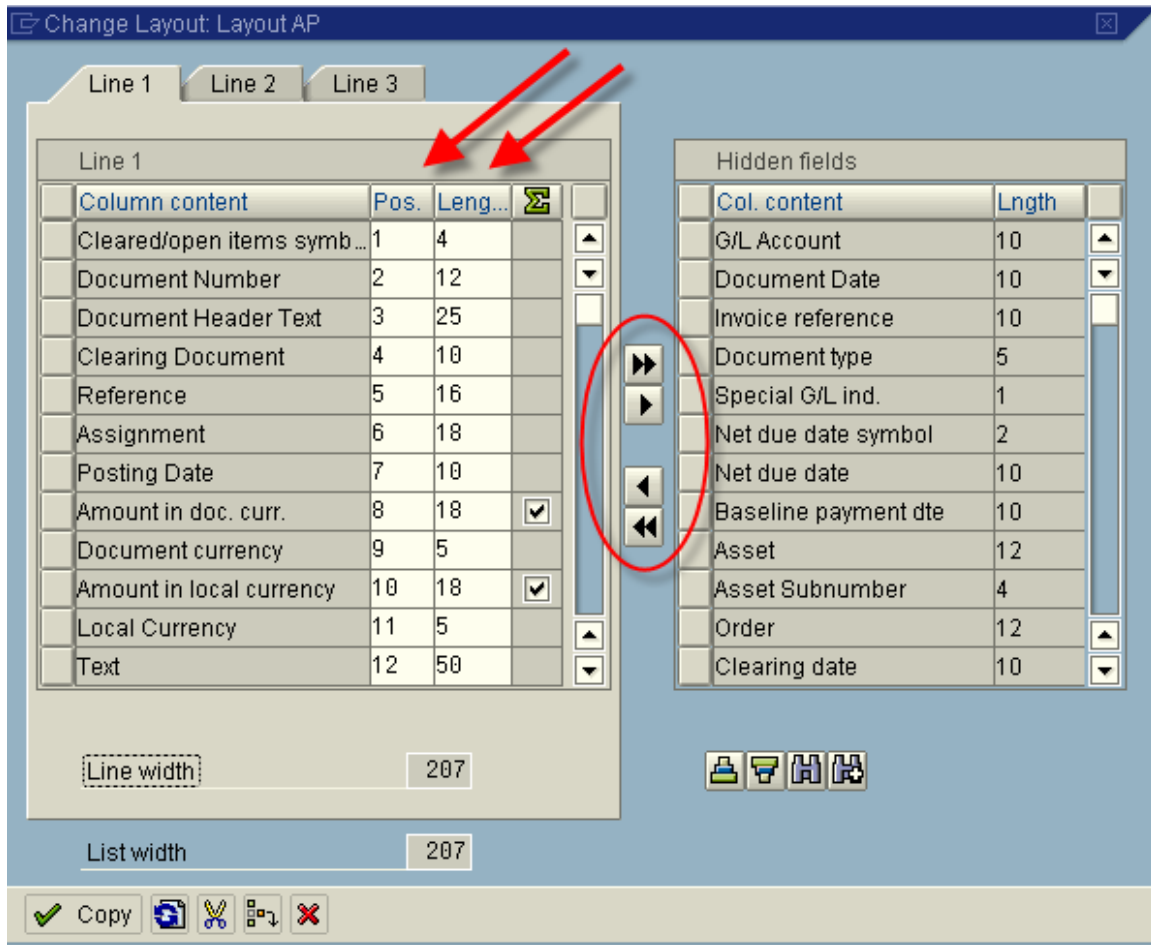 Change Layout: Layout AP
Line 1 Line 2 Line 3
Line 1
Column content Pos. Leng...
Cleared/open items symb... 1 4
Document Number 2 12
Document Header Text 3 25
Clearing Document 4 10
Reference 5 16
Assignment 6 18
Posting Date 7 10
Amount in doc. curr. 8 18
Document currency 9 5
Amount in local currency 10 18
Local Currency 11 5
Text 12 50
Line width 207
List width 207
Hidden fields
Col. content Lngth
G/L Account 10
Document Date 10
Invoice reference 10
Document type 5
Special G/L ind. 1
Net due date symbol 2
Net due date 10
Baseline payment dte 10
Asset 12
Asset Subnumber 4
Order 12
Clearing date 10
Copy